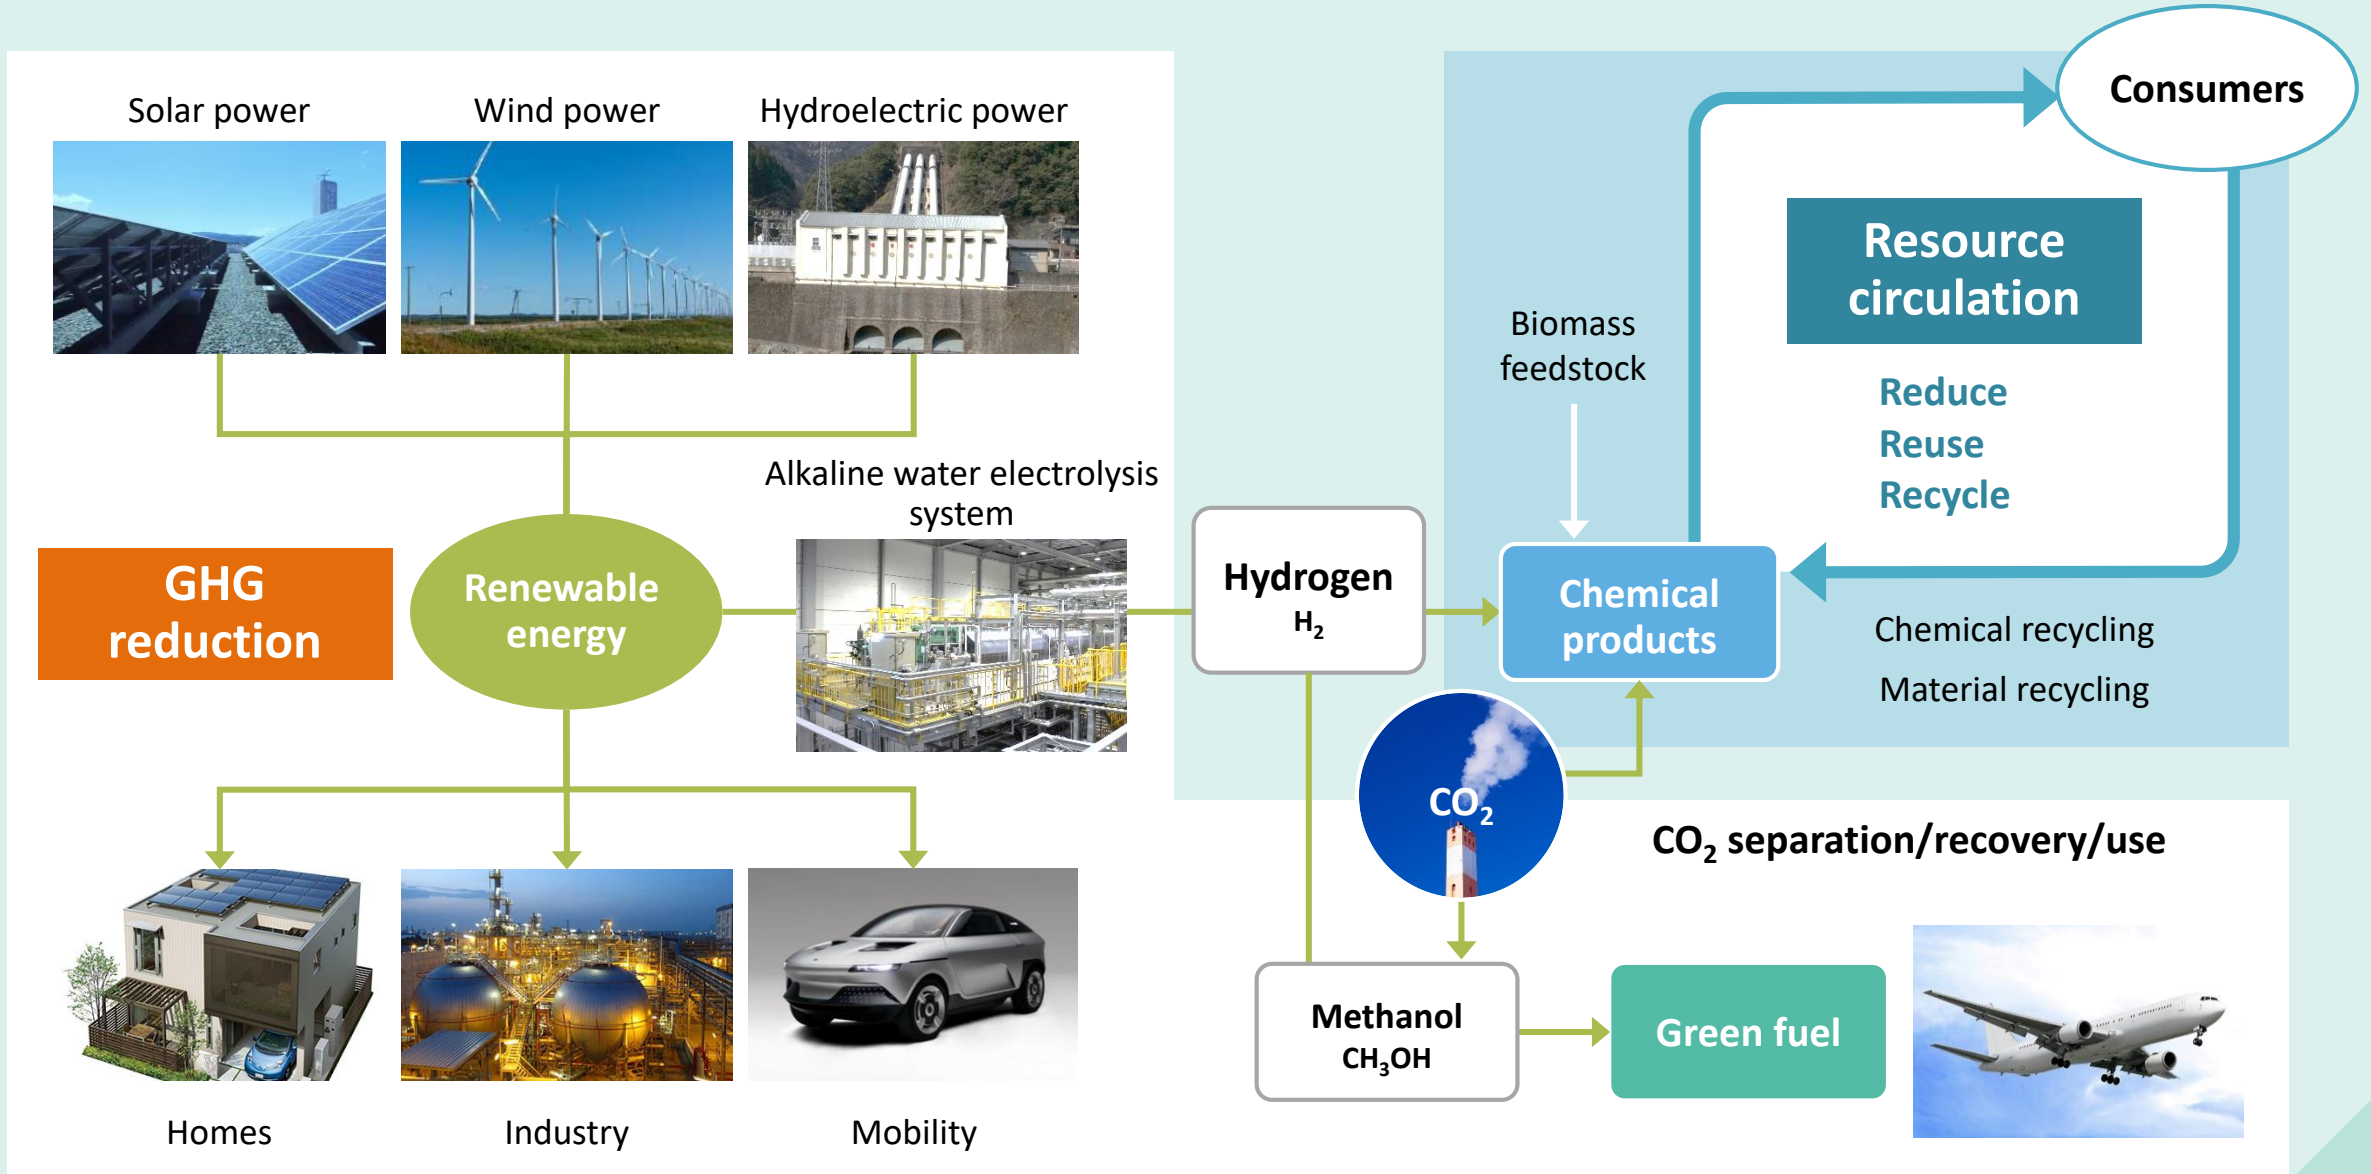 Solar power
Wind power
Hydroelectric power
Alkaline water electrolysis
system
GHG
reduction
Renewable
energy
Homes
Industry
Mobility
Hydrogen
H₂
Biomass
feedstock
Chemical
products
Consumers
Resource
circulation
Reduce
Reuse
Recycle
Chemical recycling
Material recycling
CO₂
CO₂ separation/recovery/use
Methanol
CH₃OH
Green fuel